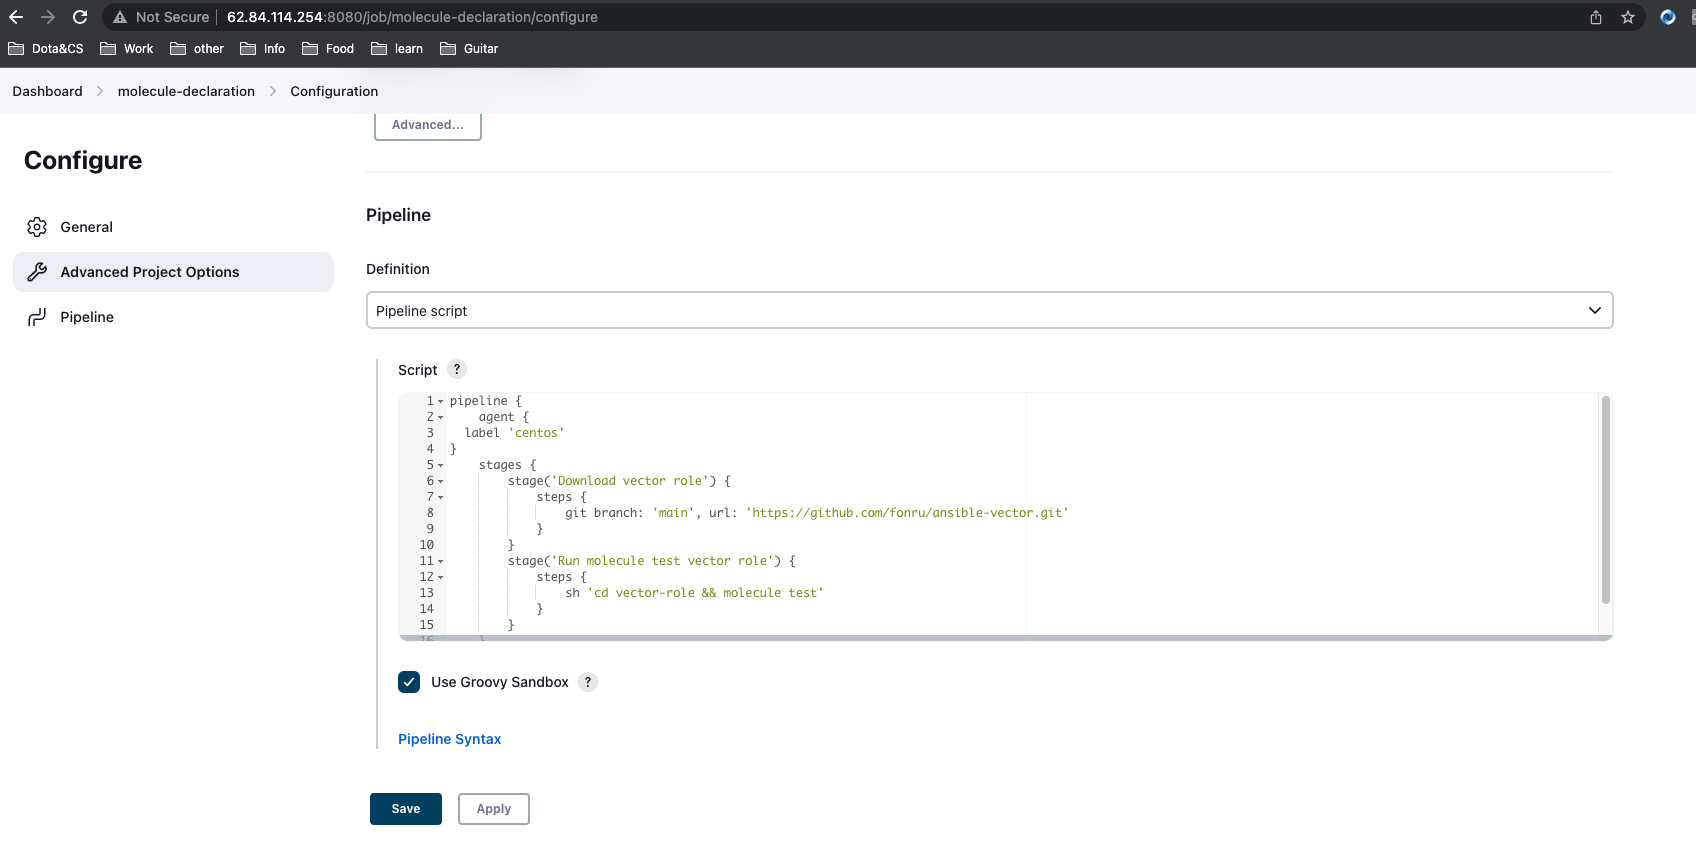 Not Secure 62.84.114.254:8080/job/molecule-declaration/configure
Dota&CS Work other Info Food learn Guitar
Dashboard molecule-declaration Configuration
Advanced...
Configure
General
Advanced Project Options
Pipeline
Pipeline
Definition
Pipeline script
Script ?
1 pipeline {
2     agent {
3   label 'centos'
4 }
5     stages {
6         stage('Download vector role') {
7             steps {
8                 git branch: 'main', url: 'https://github.com/fonru/ansible-vector.git'
9             }
10         }
11         stage('Run molecule test vector role') {
12             steps {
13                 sh 'cd vector-role && molecule test'
14             }
15         }
16     }
Use Groovy Sandbox ?
Pipeline Syntax
Save Apply